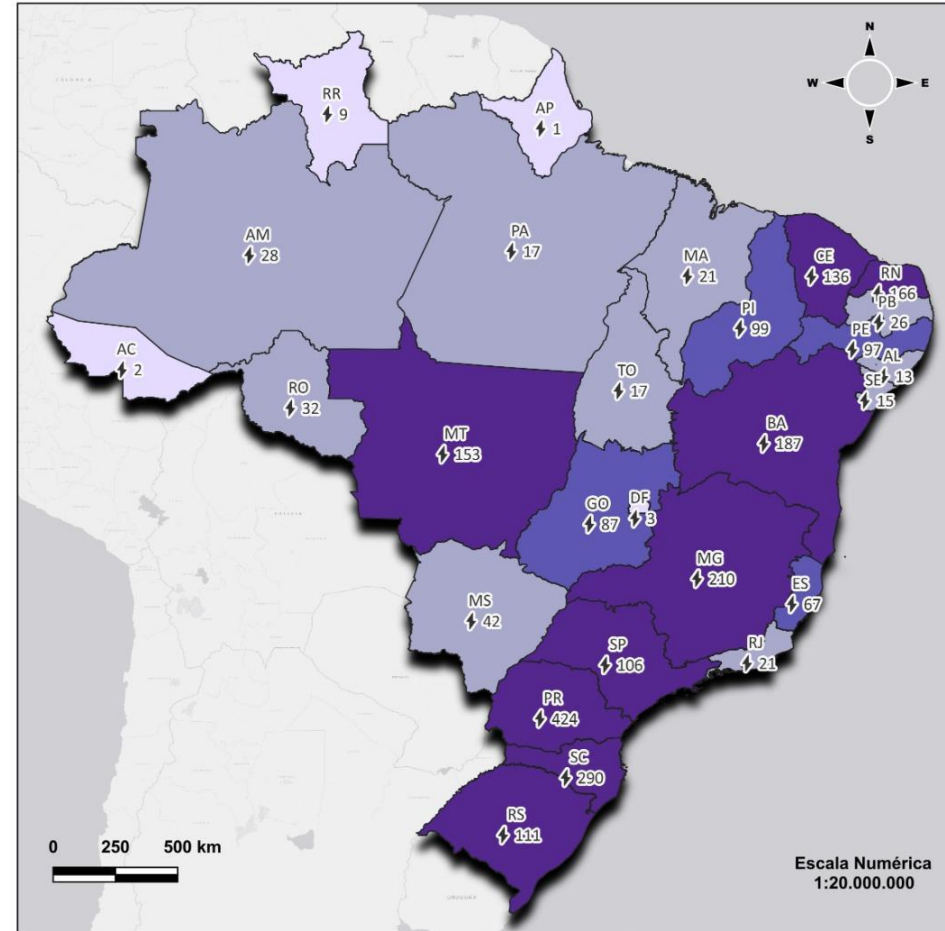 N
W E
S
RR
9
AP
1
AM
28
PA
17
MA
21
CE
136
RN
166
PB
26
PI
99
PE
97
AL
13
SE
15
AC
2
RO
32
TO
17
MT
153
BA
187
GO
87
DF
3
MG
210
ES
67
MS
42
SP
106
RJ
21
PR
424
SC
290
RS
111
0 250 500 km
Escala Numérica
1:20.000.000